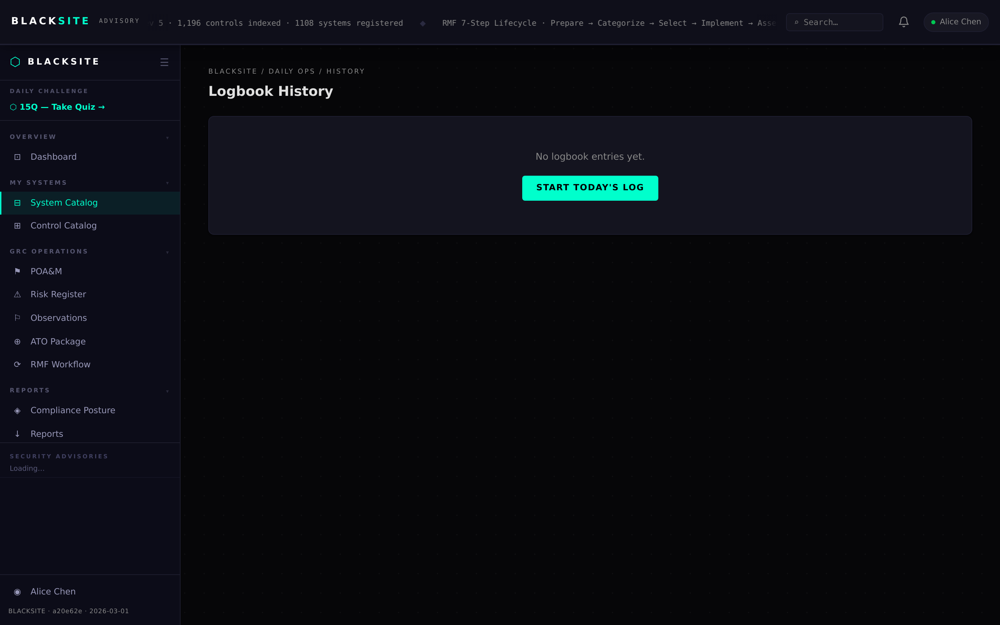 BLACKSITE ADVISORY
5 · 1,196 controls indexed · 1108 systems registered ◆ RMF 7-Step Lifecycle · Prepare → Categorize → Select → Implement →
Search…
Alice Chen
BLACKSITE
DAILY CHALLENGE
15Q — Take Quiz →
OVERVIEW
Dashboard
MY SYSTEMS
System Catalog
Control Catalog
GRC OPERATIONS
POA&M
Risk Register
Observations
ATO Package
RMF Workflow
REPORTS
Compliance Posture
Reports
SECURITY ADVISORIES
Loading…
Alice Chen
BLACKSITE · a20e62e · 2026-03-01
BLACKSITE / DAILY OPS / HISTORY
Logbook History
No logbook entries yet.
START TODAY'S LOG